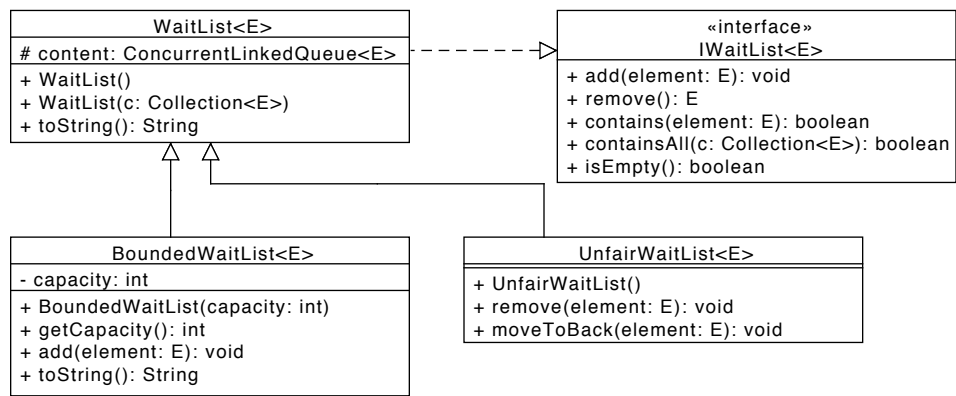 WaitList<E>
# content: ConcurrentLinkedQueue<E>
+ WaitList()
+ WaitList(c: Collection<E>)
+ toString(): String
«interface»
IWaitList<E>
+ add(element: E): void
+ remove(): E
+ contains(element: E): boolean
+ containsAll(c: Collection<E>): boolean
+ isEmpty(): boolean
BoundedWaitList<E>
- capacity: int
+ BoundedWaitList(capacity: int)
+ getCapacity(): int
+ add(element: E): void
+ toString(): String
UnfairWaitList<E>
+ UnfairWaitList()
+ remove(element: E): void
+ moveToBack(element: E): void